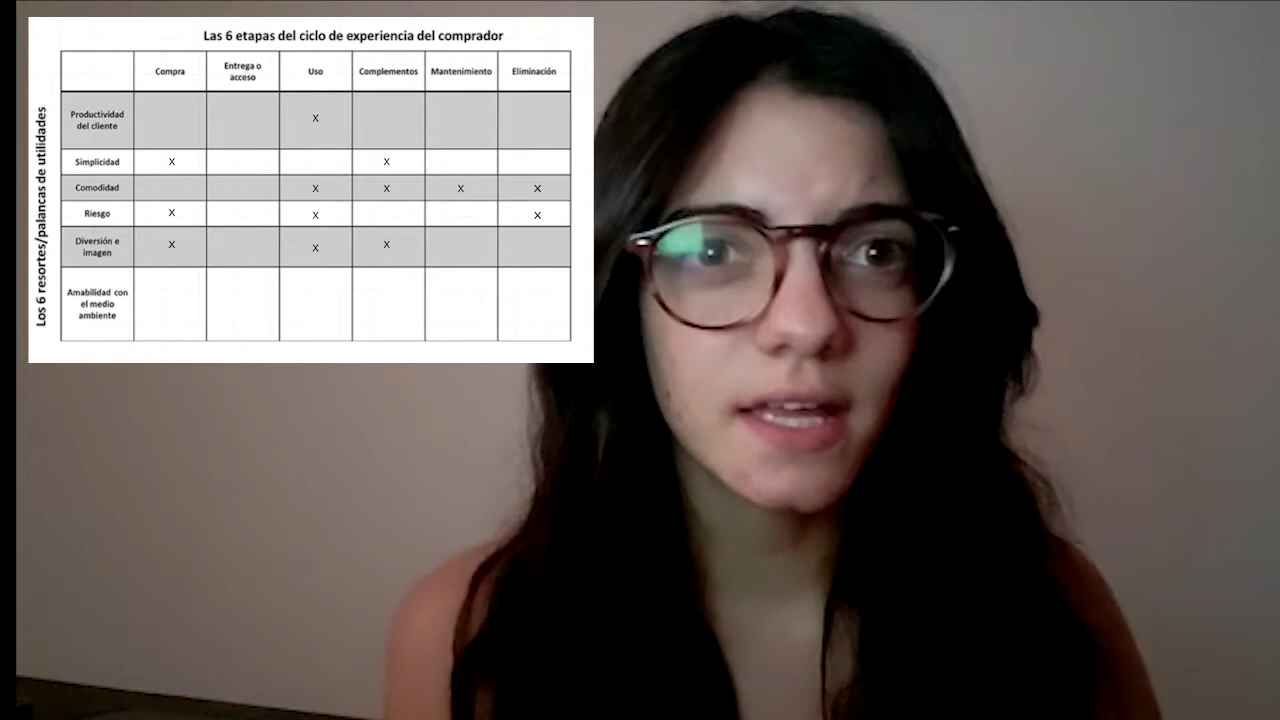 Las 6 etapas del ciclo de experiencia del comprador
Los 6 resortes/palancas de utilidades
Compra
Entrega o
acceso
Uso
Complementos
Mantenimiento
Eliminación
Productividad
del cliente
X
Simplicidad
X
X
Comodidad
X
X
X
X
Riesgo
X
X
X
Diversión e
imagen
X
X
X
Amabilidad con
el medio
ambiente